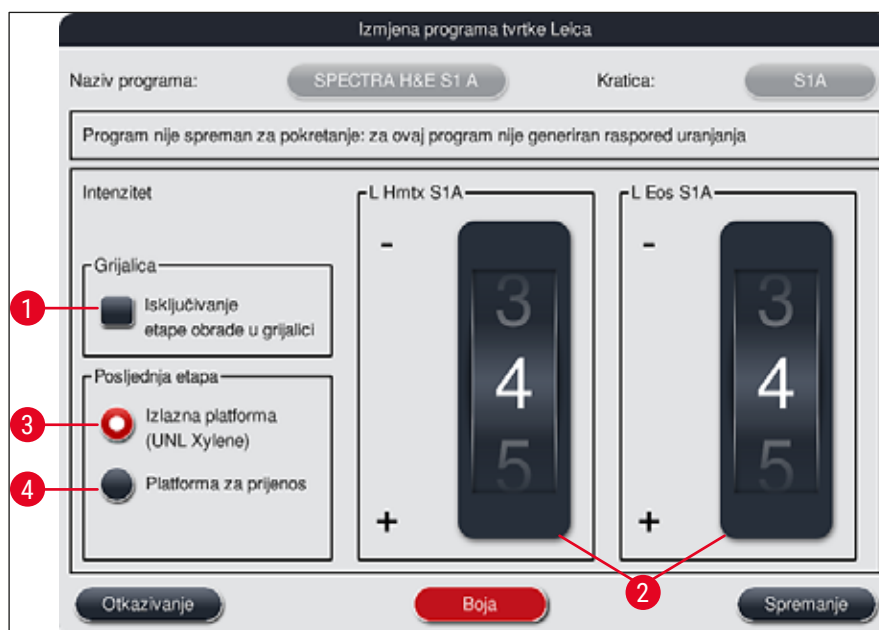 Izmjena programa tvrtke Leica
Naziv programa: SPECTRA H&E S1 A Kratica: S1A
Program nije spreman za pokretanje: za ovaj program nije generiran raspored uranjanja
Intenzitet
Grijalica
1 Isključivanje
etape obrade u grijalici
Posljednja etapa
3 Izlazna platforma
(UNL Xylene)
4 Platforma za prijenos
L Hmtx S1A
-
3
4
5
+
L Eos S1A
-
3
4
5
+
2
Otkazivanje Boja Spremanje